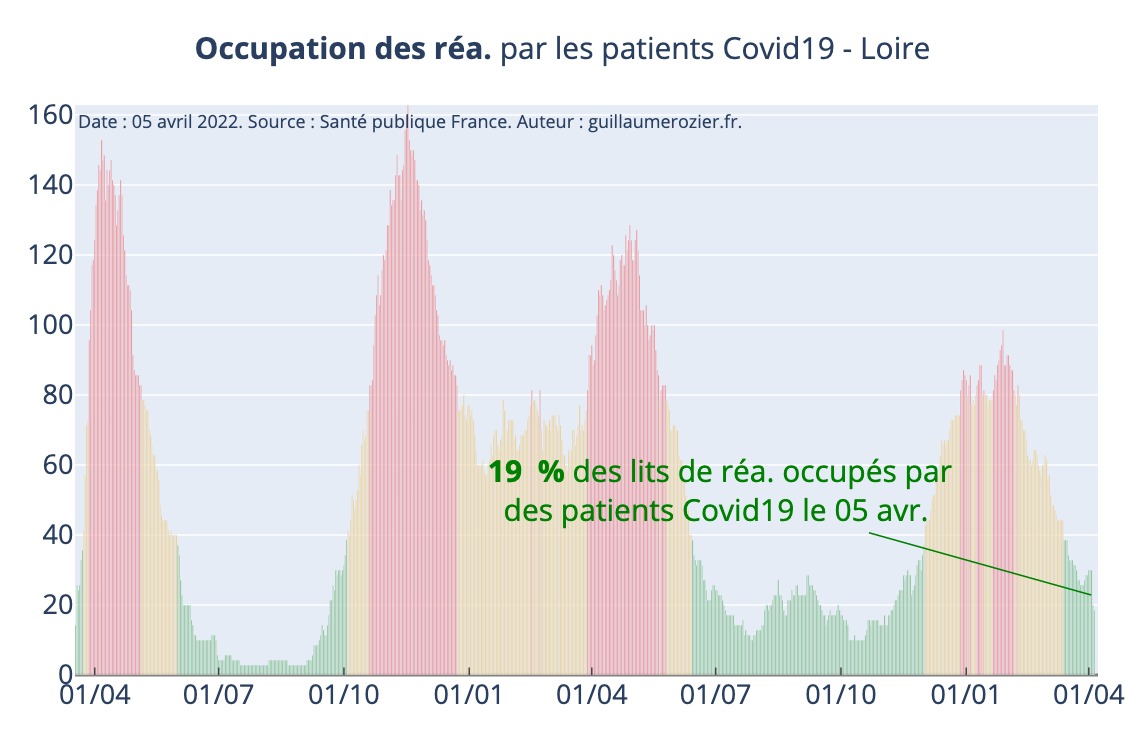 Occupation des réa. par les patients Covid19 - Loire
160
Date : 05 avril 2022. Source : Santé publique France. Auteur : guillaumerozier.fr.
140
120
100
80
60
19 % des lits de réa. occupés par
des patients Covid19 le 05 avr.
40
20
0
01/04 01/07 01/10 01/01 01/04 01/07 01/10 01/01 01/04